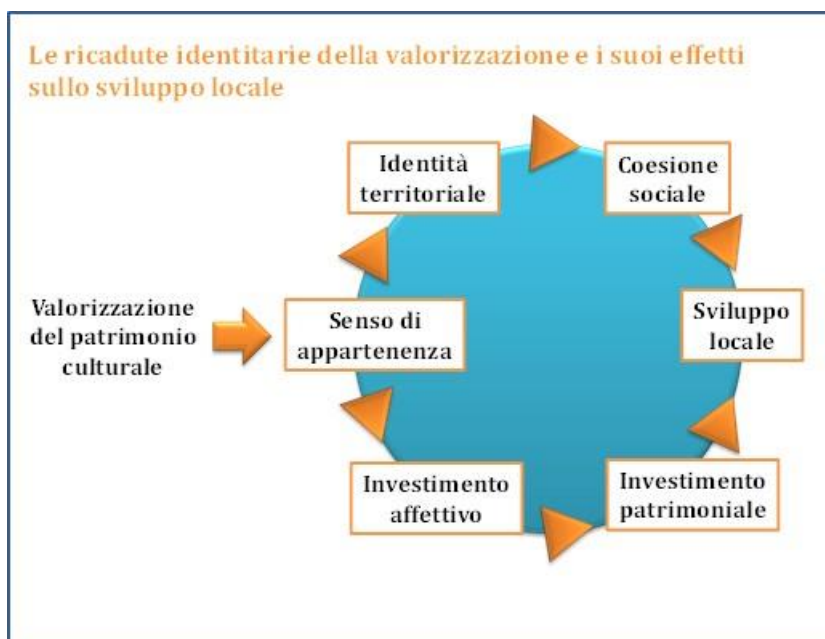 Le ricadute identitarie della valorizzazione e i suoi effetti
sullo sviluppo locale
Identità
territoriale
Coesione
sociale
Valorizzazione
del patrimonio
culturale
Senso di
appartenenza
Sviluppo
locale
Investimento
affettivo
Investimento
patrimoniale